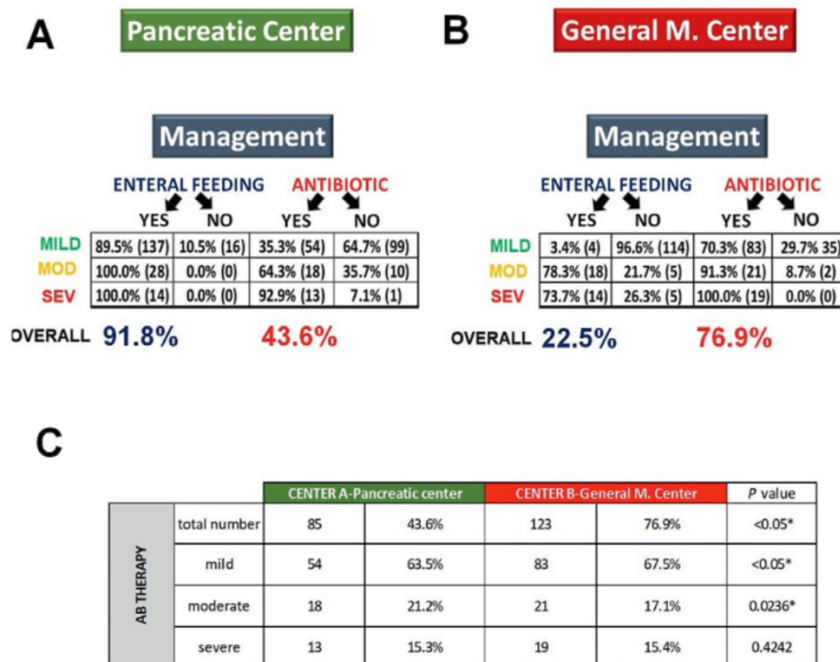 A
Pancreatic Center
Management
ENTERAL FEEDING ANTIBIOTIC
YES NO YES NO
MILD 89.5% (137) 10.5% (16) 35.3% (54) 64.7% (99)
MOD 100.0% (28) 0.0% (0) 64.3% (18) 35.7% (10)
SEV 100.0% (14) 0.0% (0) 92.9% (13) 7.1% (1)
OVERALL 91.8% 43.6%
B
General M. Center
Management
ENTERAL FEEDING ANTIBIOTIC
YES NO YES NO
MILD 3.4% (4) 96.6% (114) 70.3% (83) 29.7% 35)
MOD 78.3% (18) 21.7% (5) 91.3% (21) 8.7% (2)
SEV 73.7% (14) 26.3% (5) 100.0% (19) 0.0% (0)
OVERALL 22.5% 76.9%
C
CENTER A-Pancreatic center CENTER B-General M. Center P value
AB THERAPY
total number 85 43.6% 123 76.9% <0.05*
mild 54 63.5% 83 67.5% <0.05*
moderate 18 21.2% 21 17.1% 0.0236*
severe 13 15.3% 19 15.4% 0.4242